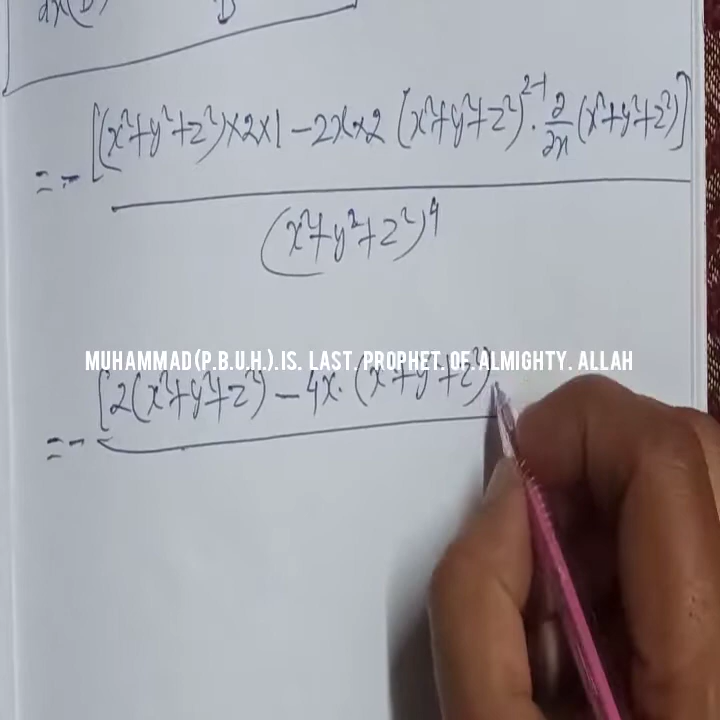 = - [(x²+y²+z²)×2×1 – 2x×2 (x²+y²+z²)²⁻¹ · ∂/∂x (x²+y²+z²)]
(x²+y²+z²)⁴
MUHAMMAD(P.B.U.H.).IS. LAST. PROPHET. OF. ALMIGHTY. ALLAH
= - [2(x²+y²+z²) – 4x· (x²+y²+z²)